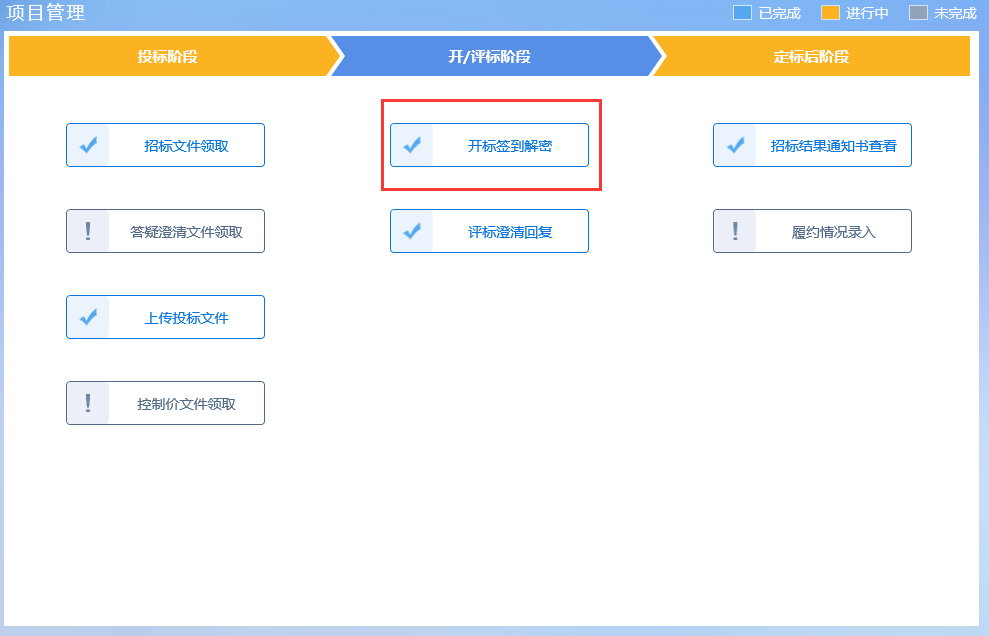 项目管理
已完成
进行中
未完成
投标阶段
开/评标阶段
定标后阶段
招标文件领取
开标签到解密
招标结果通知书查看
答疑澄清文件领取
评标澄清回复
履约情况录入
上传投标文件
控制价文件领取